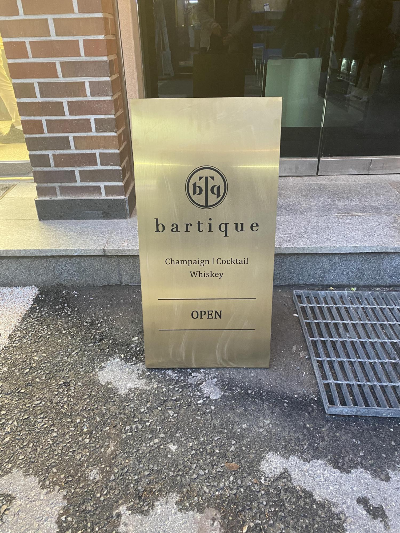 bTq
bartique
Champaign | Cocktail
Whiskey
OPEN